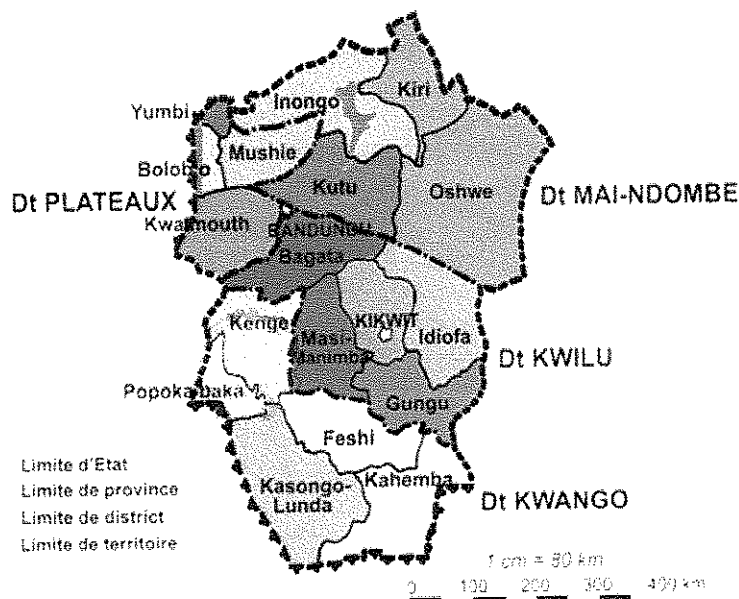 Kiri
Inongo
Yumbi
Mushie
Bolobo
Kutu
Oshwe
Dt PLATEAUX
Dt MAI-NDOMBE
Kwamouth
BANDUNDU
Bagata
Kenge
KIKWIT
Masi-
Manimba
Idiofa
Dt KWILU
Popoka baka
Gungu
Feshi
Limite d'Etat
Limite de province
Limite de district
Limite de territoire
Kahemba
Kasongo-
Lunda
Dt KWANGO
1 cm = 80 km
0 100 200 300 400 km